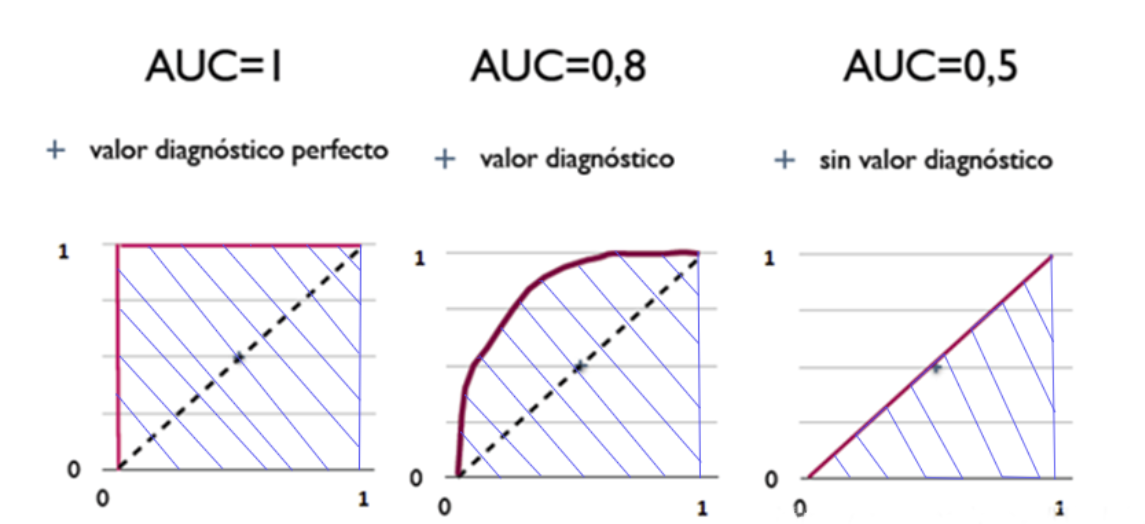 AUC=1
AUC=0,8
AUC=0,5
+ valor diagnóstico perfecto
+ valor diagnóstico
+ sin valor diagnóstico
1
0
0
1
1
0
0
1
1
0
0
1